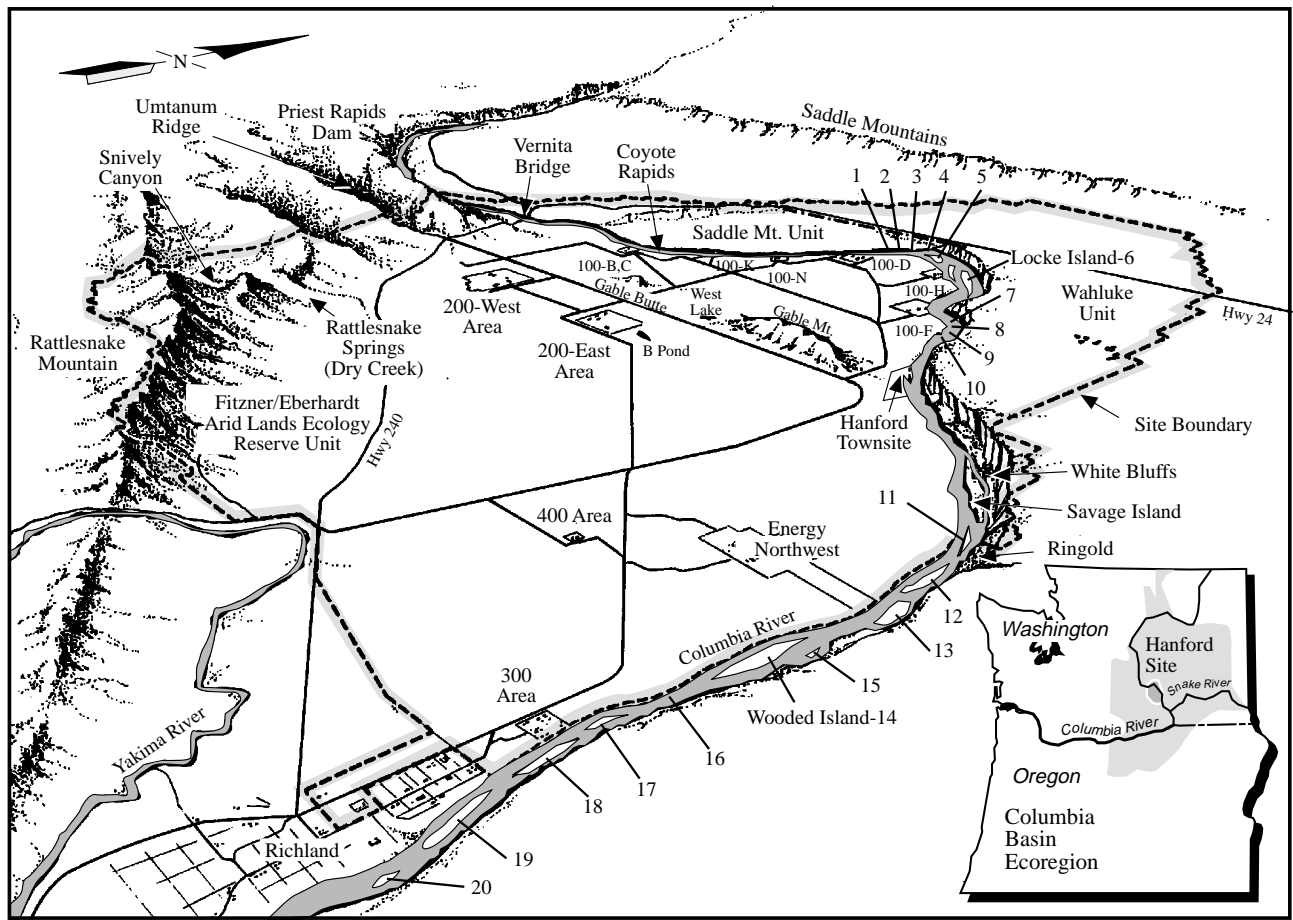 N
Umtanum
Ridge
Priest Rapids
Dam
Saddle Mountains
Snively
Canyon
Vernita
Bridge
Coyote
Rapids
1
2
3
4
5
Saddle Mt. Unit
100-B,C
100-K
100-N
100-D
Locke Island-6
100-H
Gable Butte
West
Lake
Gable Mt.
7
Wahluke
Unit
Hwy 24
200-West
Area
100-F
8
Rattlesnake
Mountain
Rattlesnake
Springs
(Dry Creek)
200-East
Area
B Pond
9
10
Fitzner/Eberhardt
Arid Lands Ecology
Reserve Unit
Hwy 240
Hanford
Townsite
Site Boundary
White Bluffs
11
Savage Island
400 Area
Energy
Northwest
Ringold
12
13
Columbia River
15
Wooded Island-14
300
Area
16
17
18
Yakima River
Richland
19
20
Washington
Hanford
Site
Snake River
Columbia River
Oregon
Columbia
Basin
Ecoregion